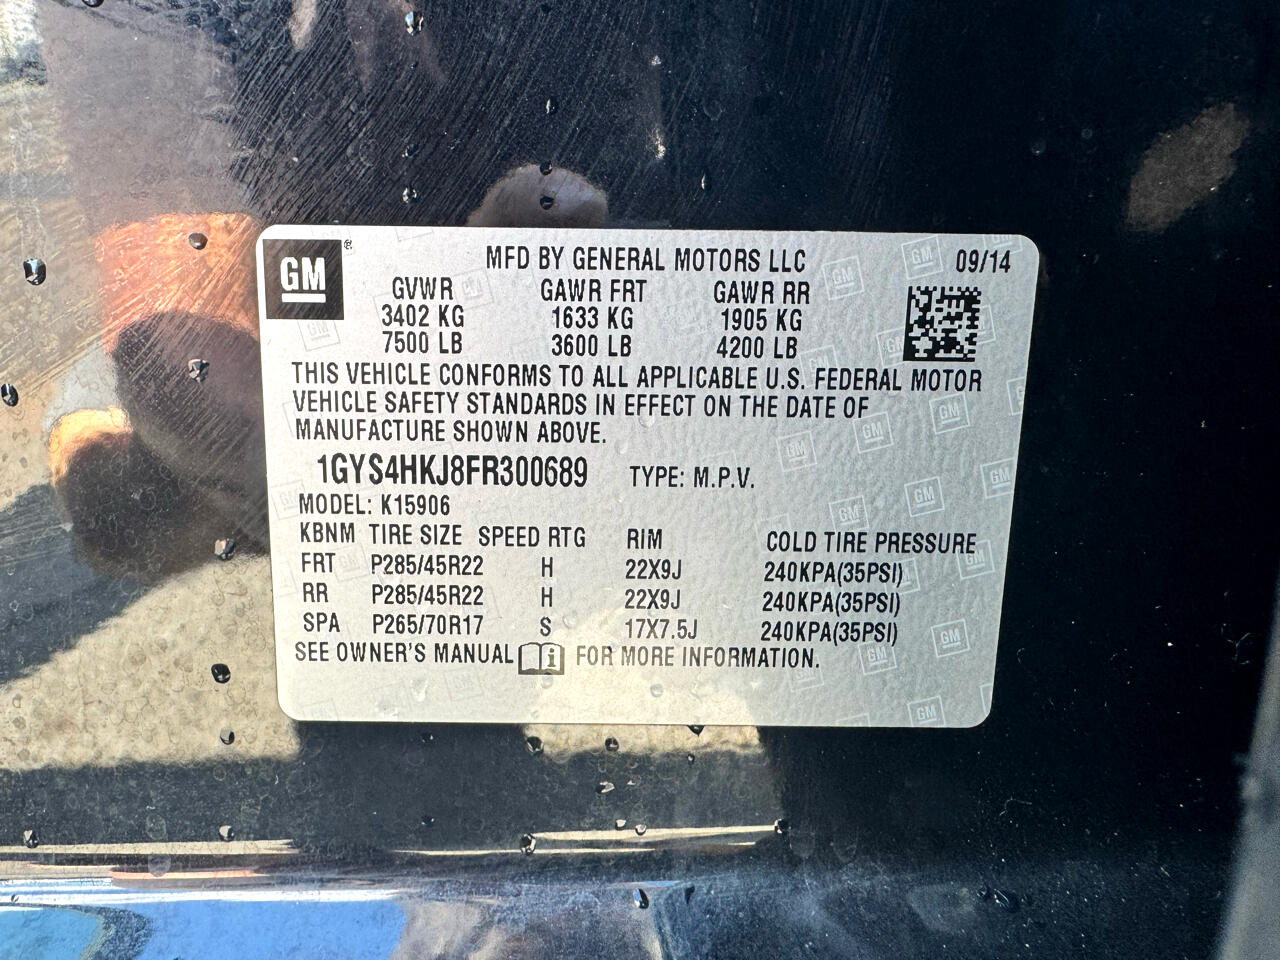 GM ® MFD BY GENERAL MOTORS LLC 09/14
GVWR GAWR FRT GAWR RR
3402 KG 1633 KG 1905 KG
7500 LB 3600 LB 4200 LB
THIS VEHICLE CONFORMS TO ALL APPLICABLE U.S. FEDERAL MOTOR
VEHICLE SAFETY STANDARDS IN EFFECT ON THE DATE OF
MANUFACTURE SHOWN ABOVE.
1GYS4HKJ8FR300689 TYPE: M.P.V.
MODEL: K15906
KBNM TIRE SIZE SPEED RTG RIM COLD TIRE PRESSURE
FRT P285/45R22 H 22X9J 240KPA(35PSI)
RR P285/45R22 H 22X9J 240KPA(35PSI)
SPA P265/70R17 S 17X7.5J 240KPA(35PSI)
SEE OWNER'S MANUAL i FOR MORE INFORMATION.